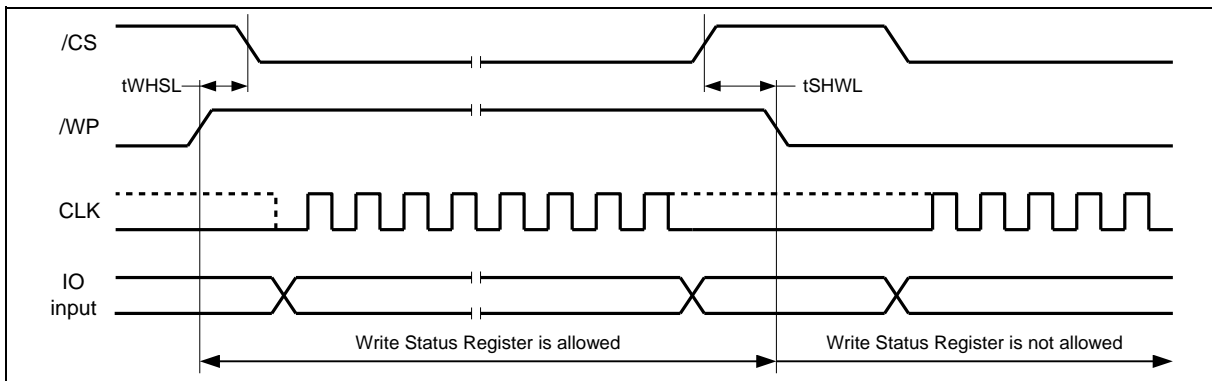 /CS
tWHSL
tSHWL
/WP
CLK
IO
input
Write Status Register is allowed
Write Status Register is not allowed